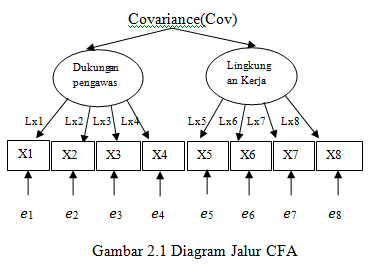 Covariance(Cov)
Dukungan
pengawas
Lingkung
an Kerja
Lx1 Lx2 Lx3 Lx4 Lx5 Lx6 Lx7 Lx8
X1 X2 X3 X4 X5 X6 X7 X8
e1 e2 e3 e4 e5 e6 e7 e8
Gambar 2.1 Diagram Jalur CFA